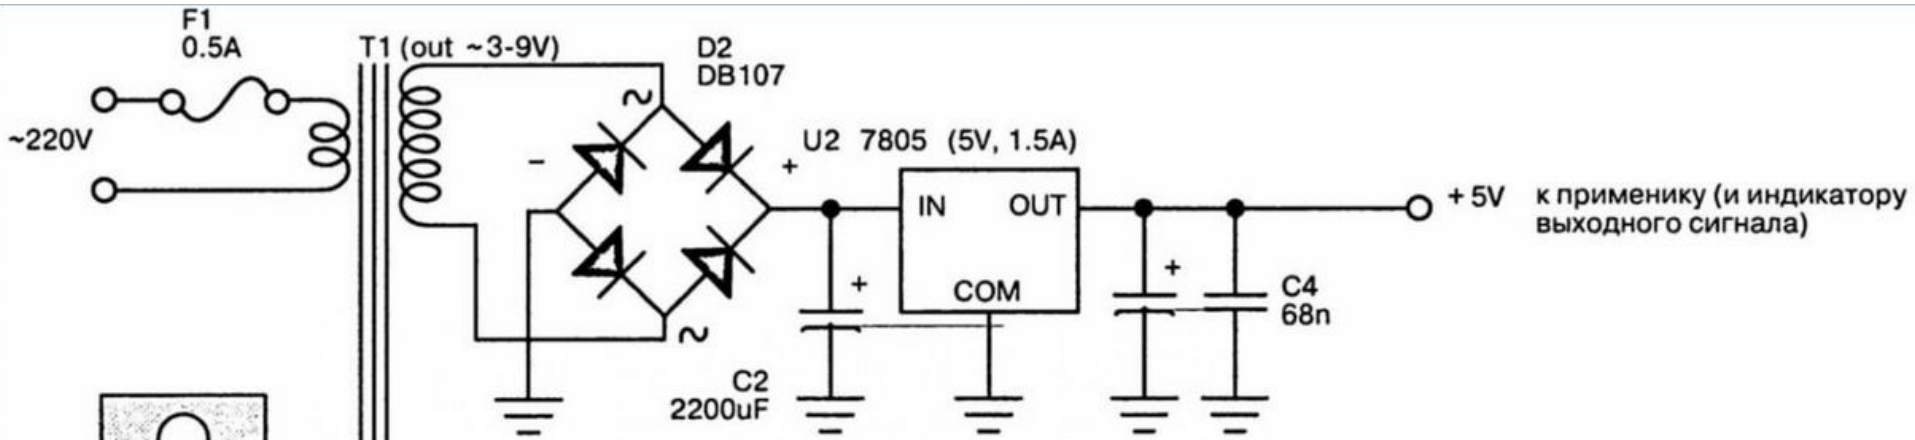 F1
0.5A
T1 (out ~3-9V)
D2
DB107
~220V
~
-
+
U2 7805 (5V, 1.5A)
IN OUT
COM
+ 5V
к применику (и индикатору
выходного сигнала)
+
+
C4
68n
~
C2
2200uF